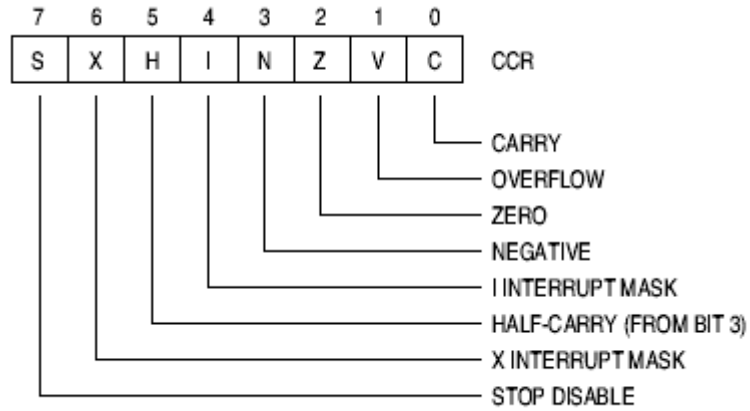 7 6 5 4 3 2 1 0
S X H I N Z V C CCR
CARRY
OVERFLOW
ZERO
NEGATIVE
I INTERRUPT MASK
HALF-CARRY (FROM BIT 3)
X INTERRUPT MASK
STOP DISABLE